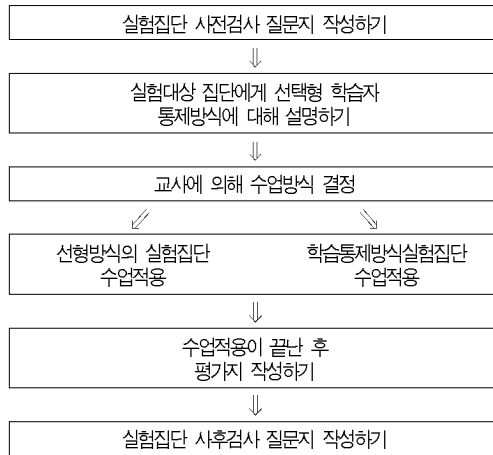 실험집단 사전검사 질문지 작성하기
⇓
실험대상 집단에게 선택형 학습자
통제방식에 대해 설명하기
⇓
교사에 의해 수업방식 결정
⇙ ⇘
선형방식의 실험집단 학습통제방식실험집단
수업적용 수업적용
⇓
수업적용이 끝난 후
평가지 작성하기
⇓
실험집단 사후검사 질문지 작성하기